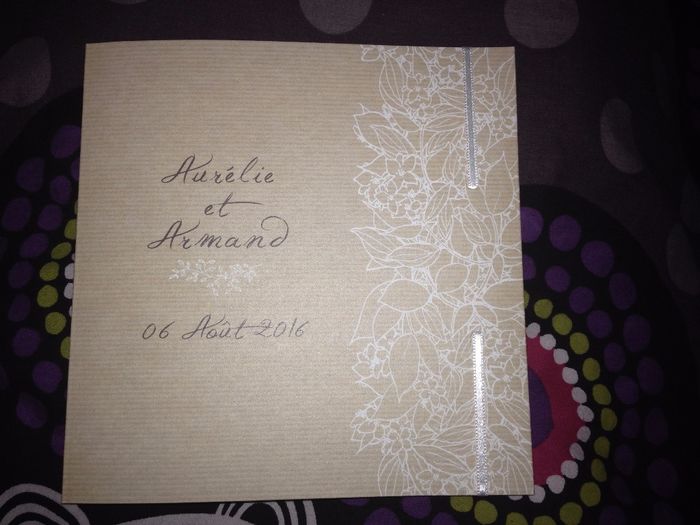 Aurélie
et
Armand
06 Août 2016